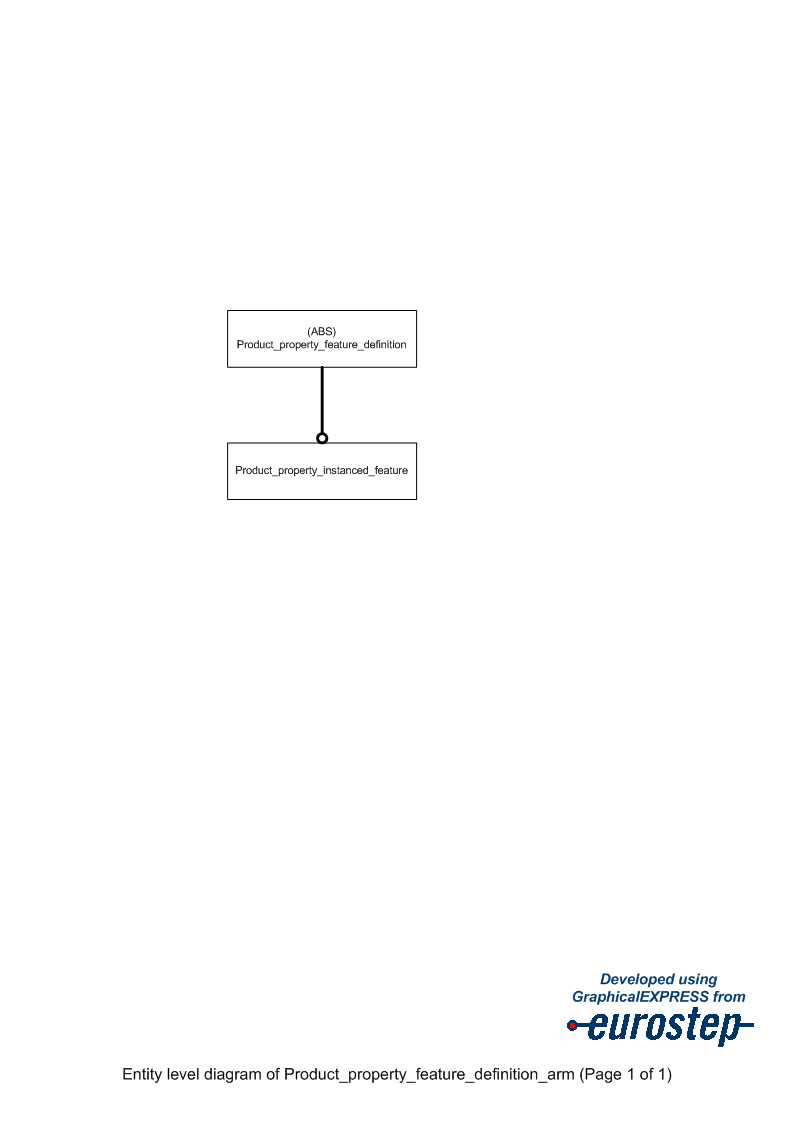 (ABS)
Product_property_feature_definition
Product_property_instanced_feature
Developed using
GraphicalEXPRESS from
eurostep
Entity level diagram of Product_property_feature_definition_arm (Page 1 of 1)